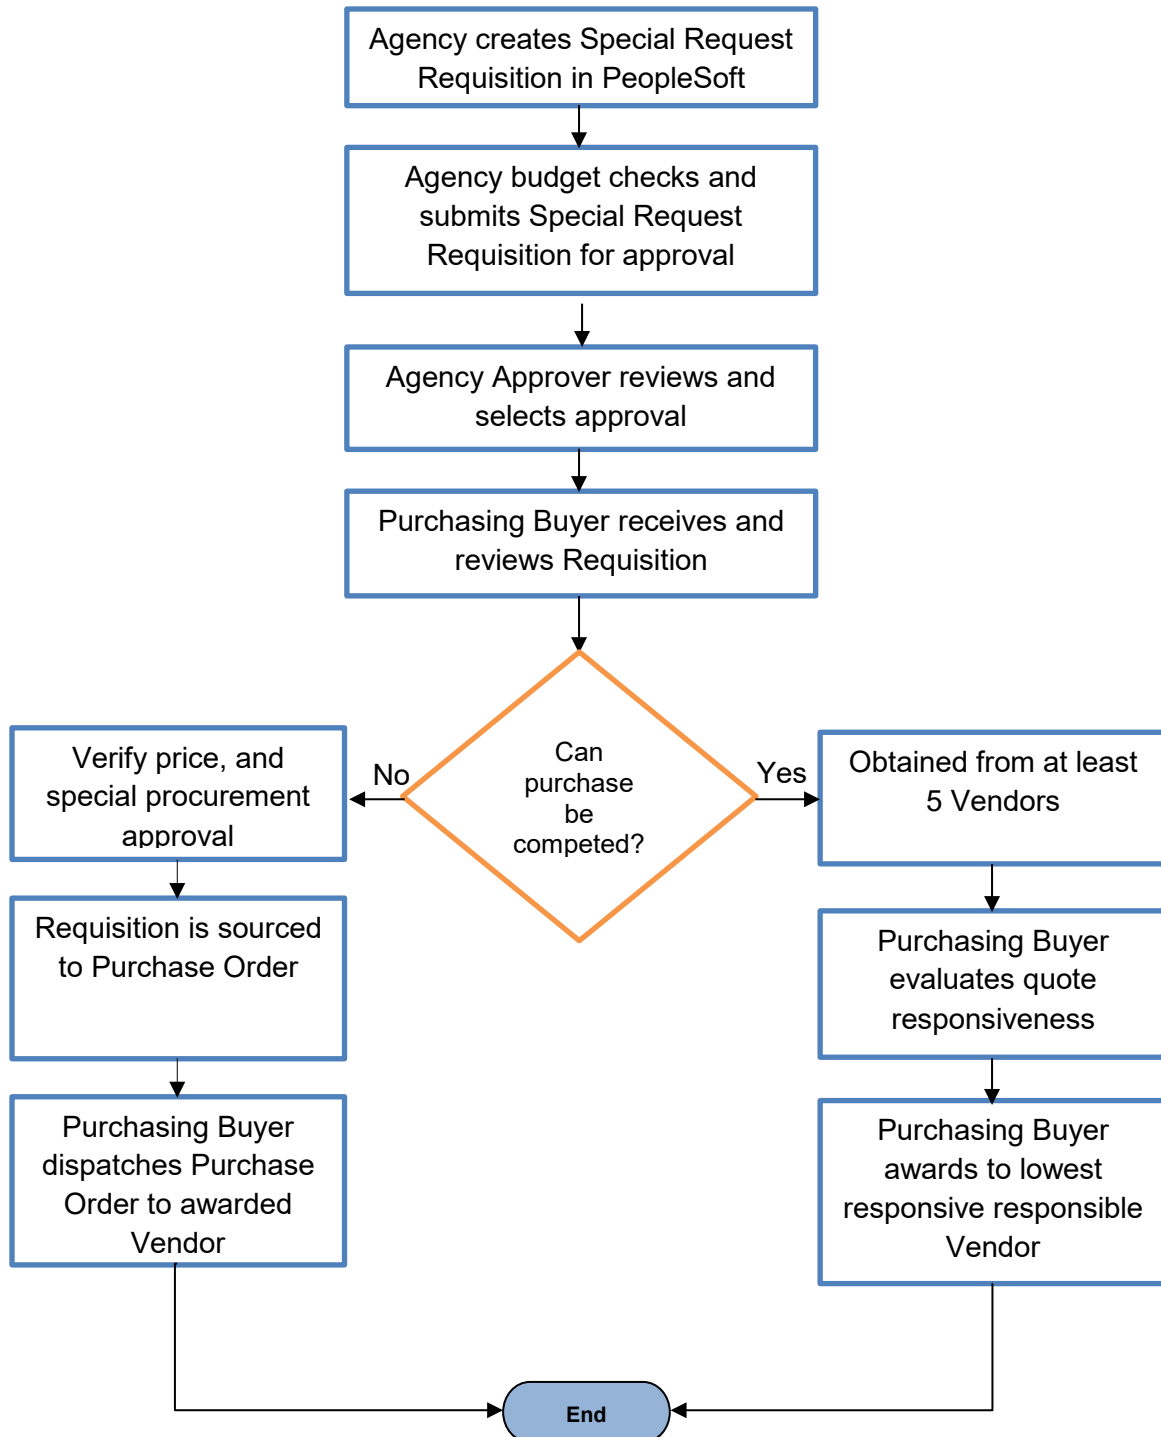 Agency creates Special Request
Requisition in PeopleSoft
Agency budget checks and
submits Special Request
Requisition for approval
Agency Approver reviews and
selects approval
Purchasing Buyer receives and
reviews Requisition
Can
purchase
be
competed?
No
Yes
Verify price, and
special procurement
approval
Requisition is sourced
to Purchase Order
Purchasing Buyer
dispatches Purchase
Order to awarded
Vendor
Obtained from at least
5 Vendors
Purchasing Buyer
evaluates quote
responsiveness
Purchasing Buyer
awards to lowest
responsive responsible
Vendor
End